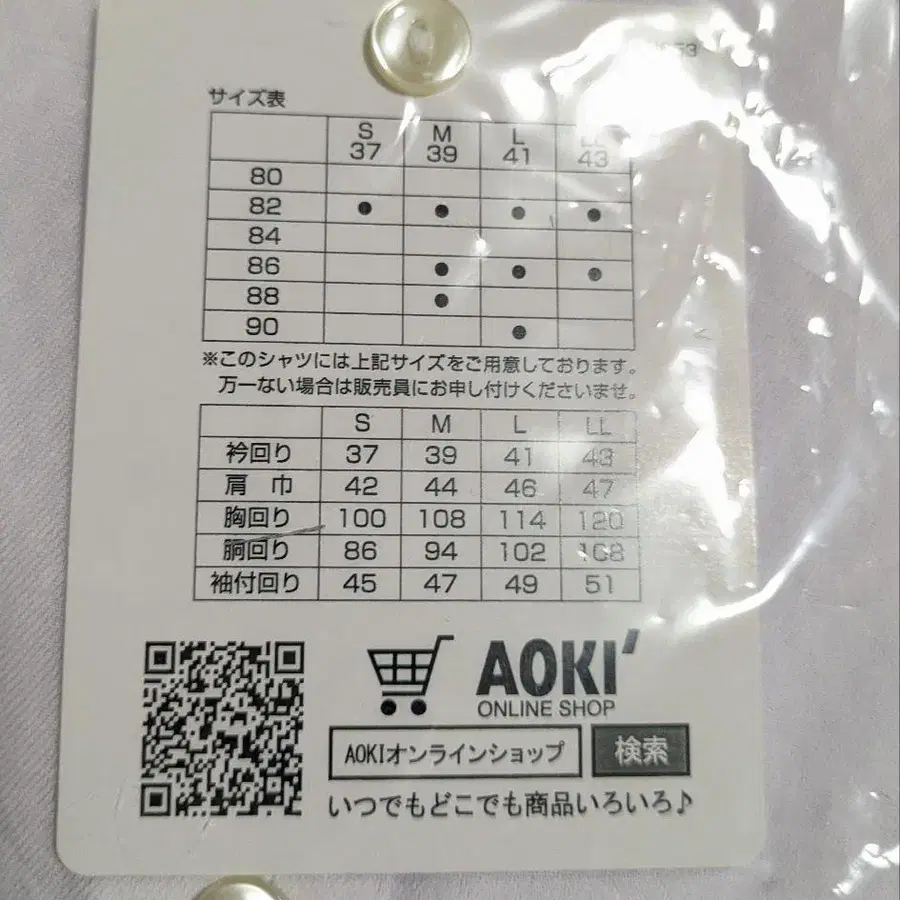 サイズ表
S M L LL
37 39 41 43
80
82 ● ● ● ●
84
86 ● ● ●
88 ●
90 ●
※このシャツには上記サイズをご用意しております。
万一ない場合は販売員にお申し付けくださいませ。
S M L LL
衿回り 37 39 41 43
肩 巾 42 44 46 47
胸回り 100 108 114 120
胴回り 86 94 102 108
袖付回り 45 47 49 51
AOKI'
ONLINE SHOP
AOKIオンラインショップ 検索
いつでもどこでも商品いろいろ♪